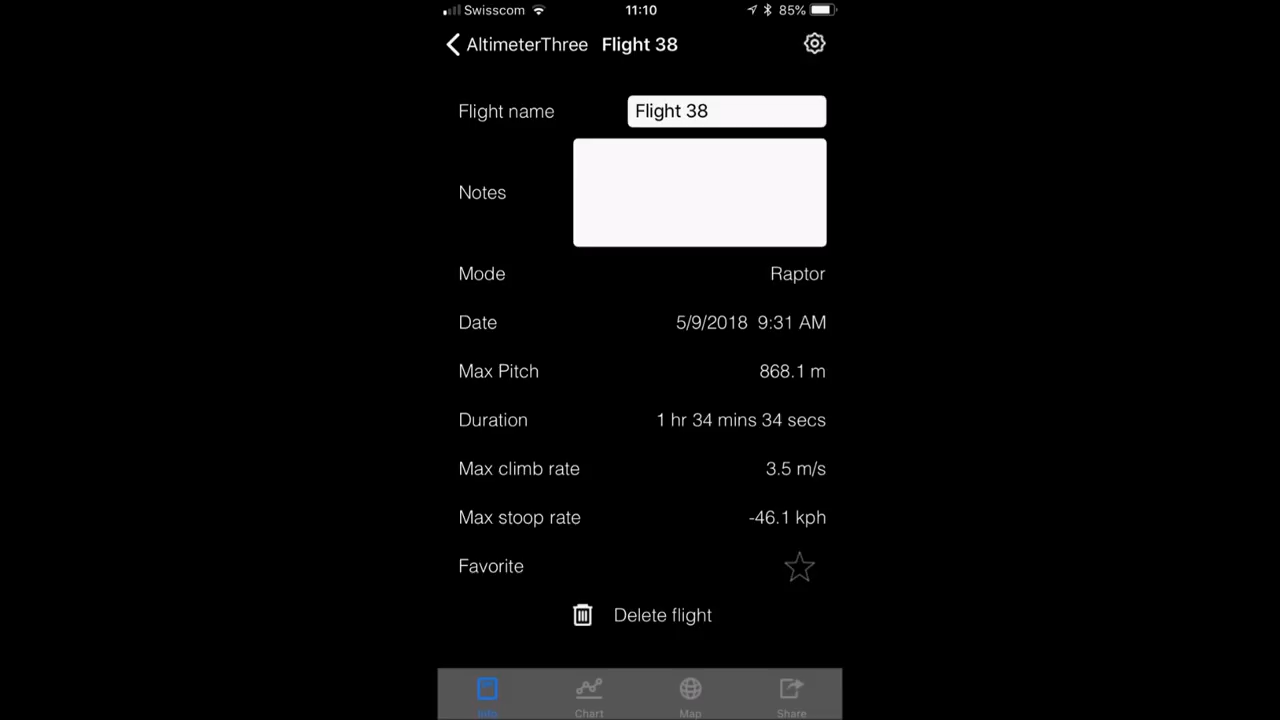 Swisscom 11:10 85%
AltimeterThree Flight 38
Flight name Flight 38
Notes
Mode Raptor
Date 5/9/2018 9:31 AM
Max Pitch 868.1 m
Duration 1 hr 34 mins 34 secs
Max climb rate 3.5 m/s
Max stoop rate -46.1 kph
Favorite
Delete flight
Info Chart Map Share